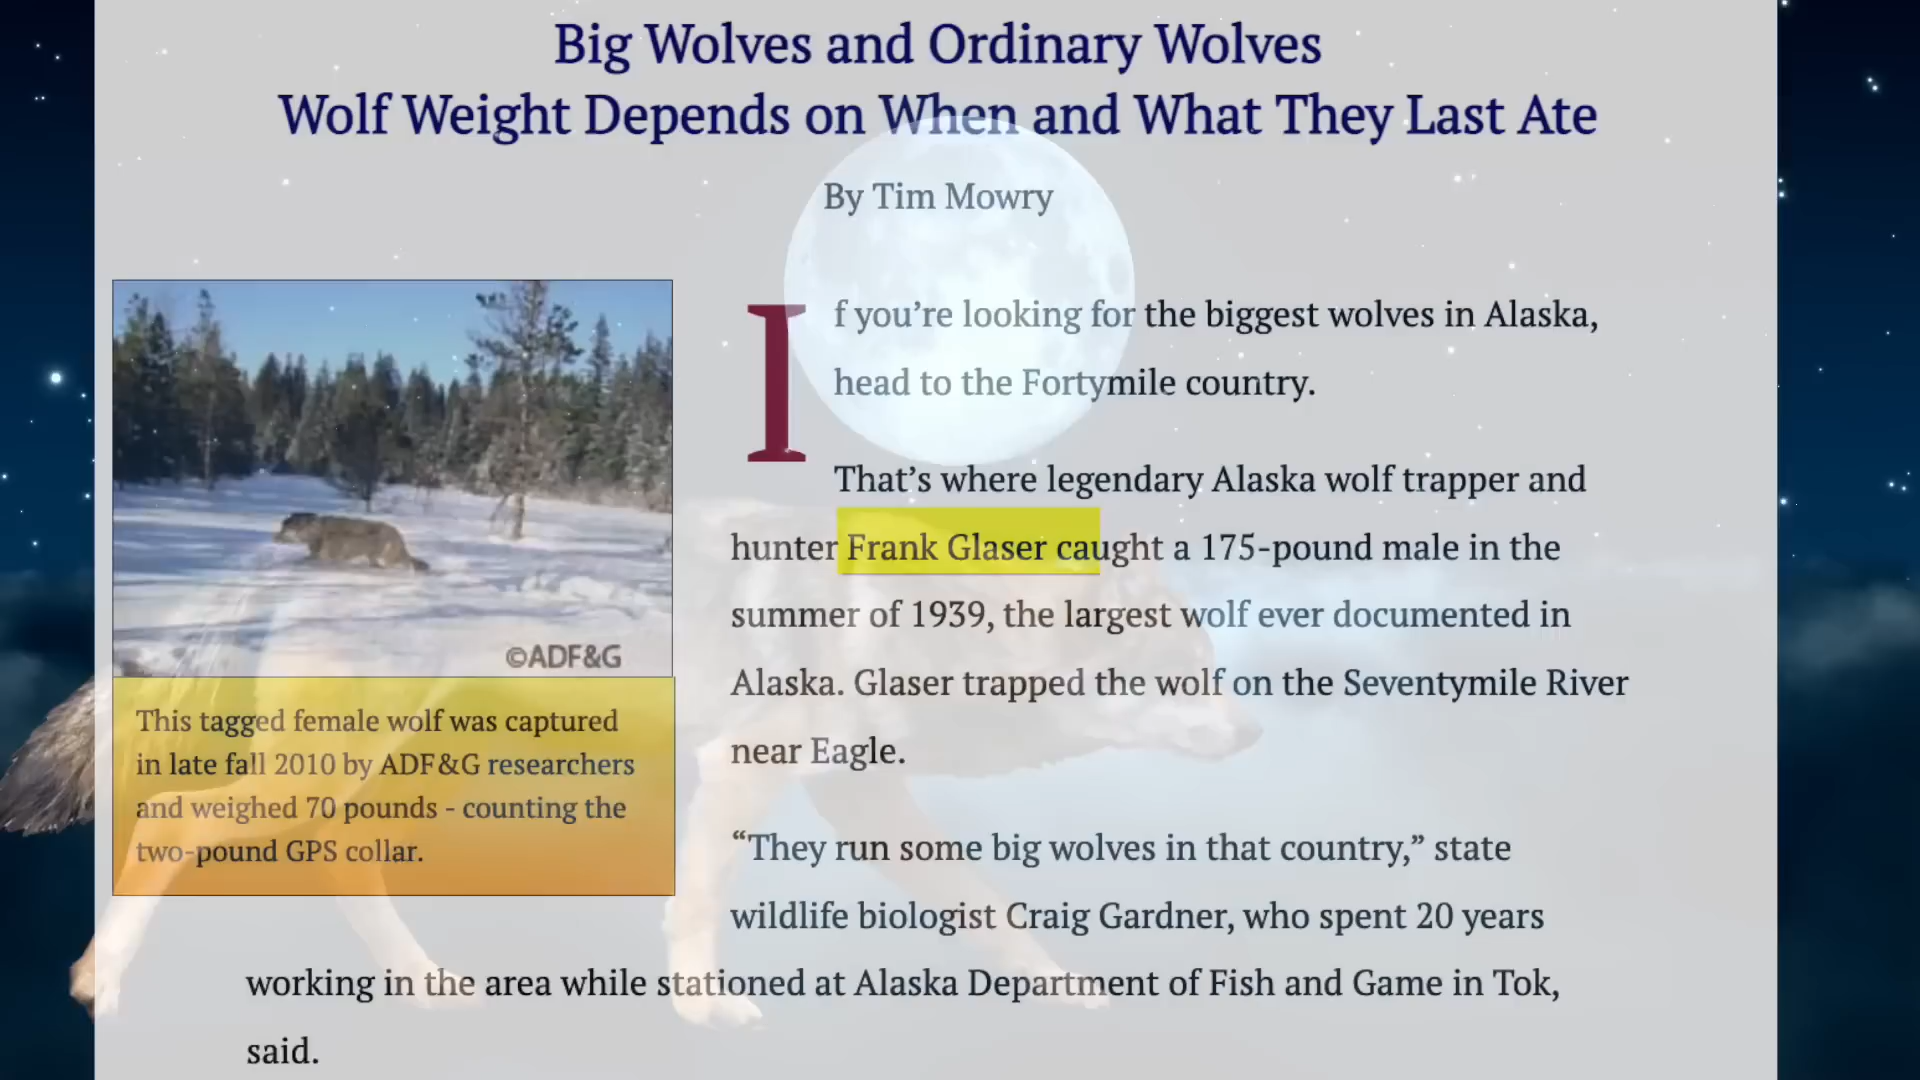 Big Wolves and Ordinary Wolves
Wolf Weight Depends on When and What They Last Ate
By Tim Mowry
If you’re looking for the biggest wolves in Alaska,
head to the Fortymile country.
That’s where legendary Alaska wolf trapper and
hunter Frank Glaser caught a 175-pound male in the
summer of 1939, the largest wolf ever documented in
Alaska. Glaser trapped the wolf on the Seventymile River
near Eagle.
“They run some big wolves in that country,” state
wildlife biologist Craig Gardner, who spent 20 years
working in the area while stationed at Alaska Department of Fish and Game in Tok,
said.
©ADF&G
This tagged female wolf was captured
in late fall 2010 by ADF&G researchers
and weighed 70 pounds - counting the
two-pound GPS collar.